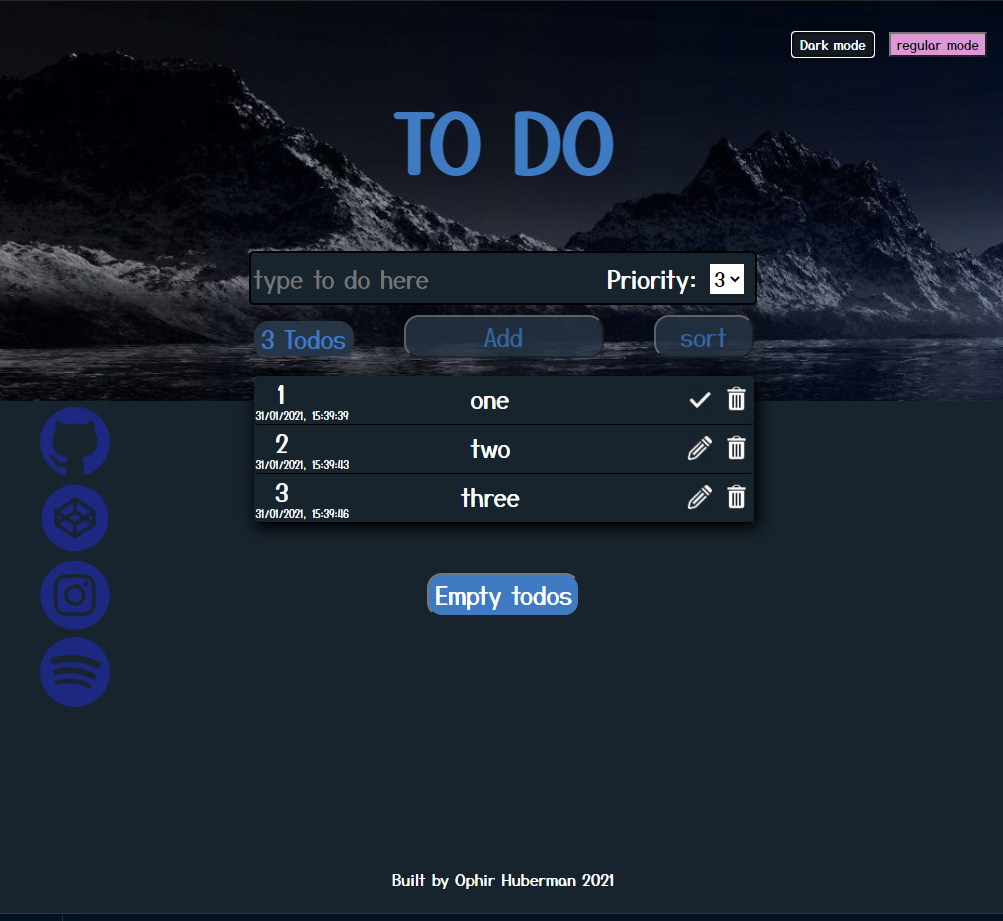 Dark mode regular mode
TO DO
type to do here Priority: 3
3 Todos Add sort
1
31/01/2021, 15:39:39
one
2
31/01/2021, 15:39:43
two
3
31/01/2021, 15:39:46
three
Empty todos
Built by Ophir Huberman 2021